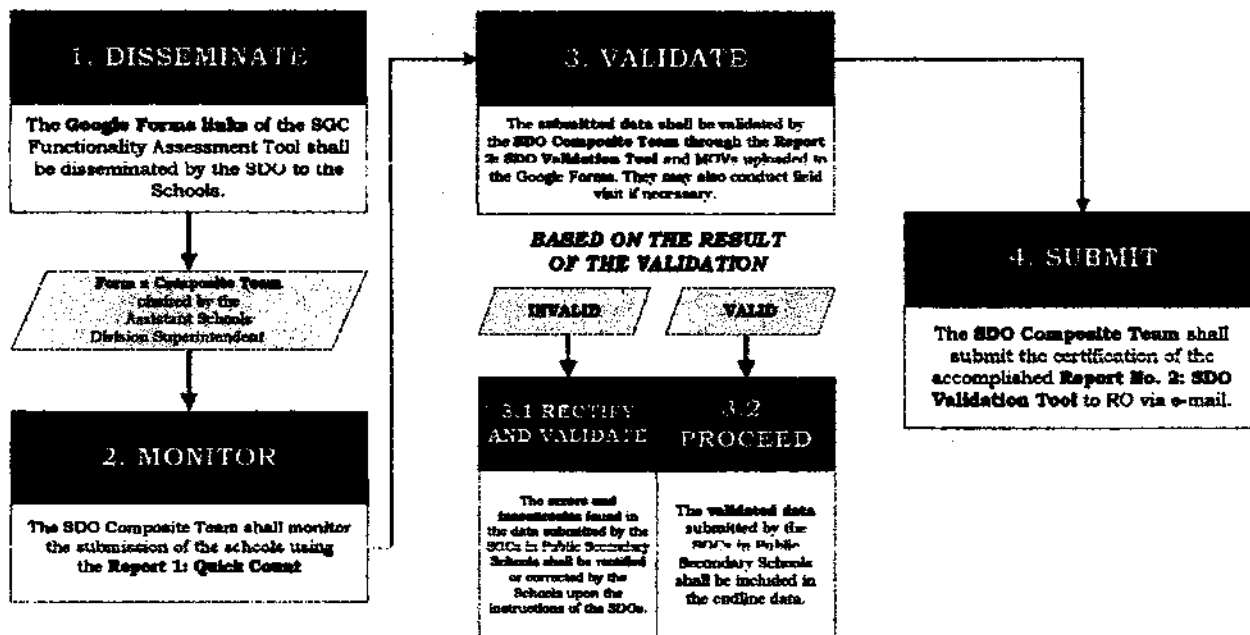 1. DISSEMINATE
The Google Forms links of the SGC
Functionality Assessment Tool shall
be disseminated by the SDO to the
Schools.
Form a Composite Team
chaired by the
Assistant Schools
Division Superintendent
2. MONITOR
The SDO Composite Team shall monitor
the submission of the schools using
the Report 1: Quick Count
3. VALIDATE
The submitted data shall be validated by
the SDO Composite Team through the Report
2: SDO Validation Tool and MOVs uploaded to
the Google Forms. They may also conduct field
visit if necessary.
BASED ON THE RESULT
OF THE VALIDATION
INVALID
VALID
3.1 RECTIFY
AND VALIDATE
The errors and
found in
the data submitted by the
SGCs in Public Secondary
Schools shall be rectified
or corrected by the
Schools upon the
instructions of the SDOs.
3.2
PROCEED
The validated data
submitted by the
SGCs in Public
Secondary Schools
shall be included in
the endline data.
4. SUBMIT
The SDO Composite Team shall
submit the certification of the
accomplished Report No. 2: SDO
Validation Tool to RO via e-mail.